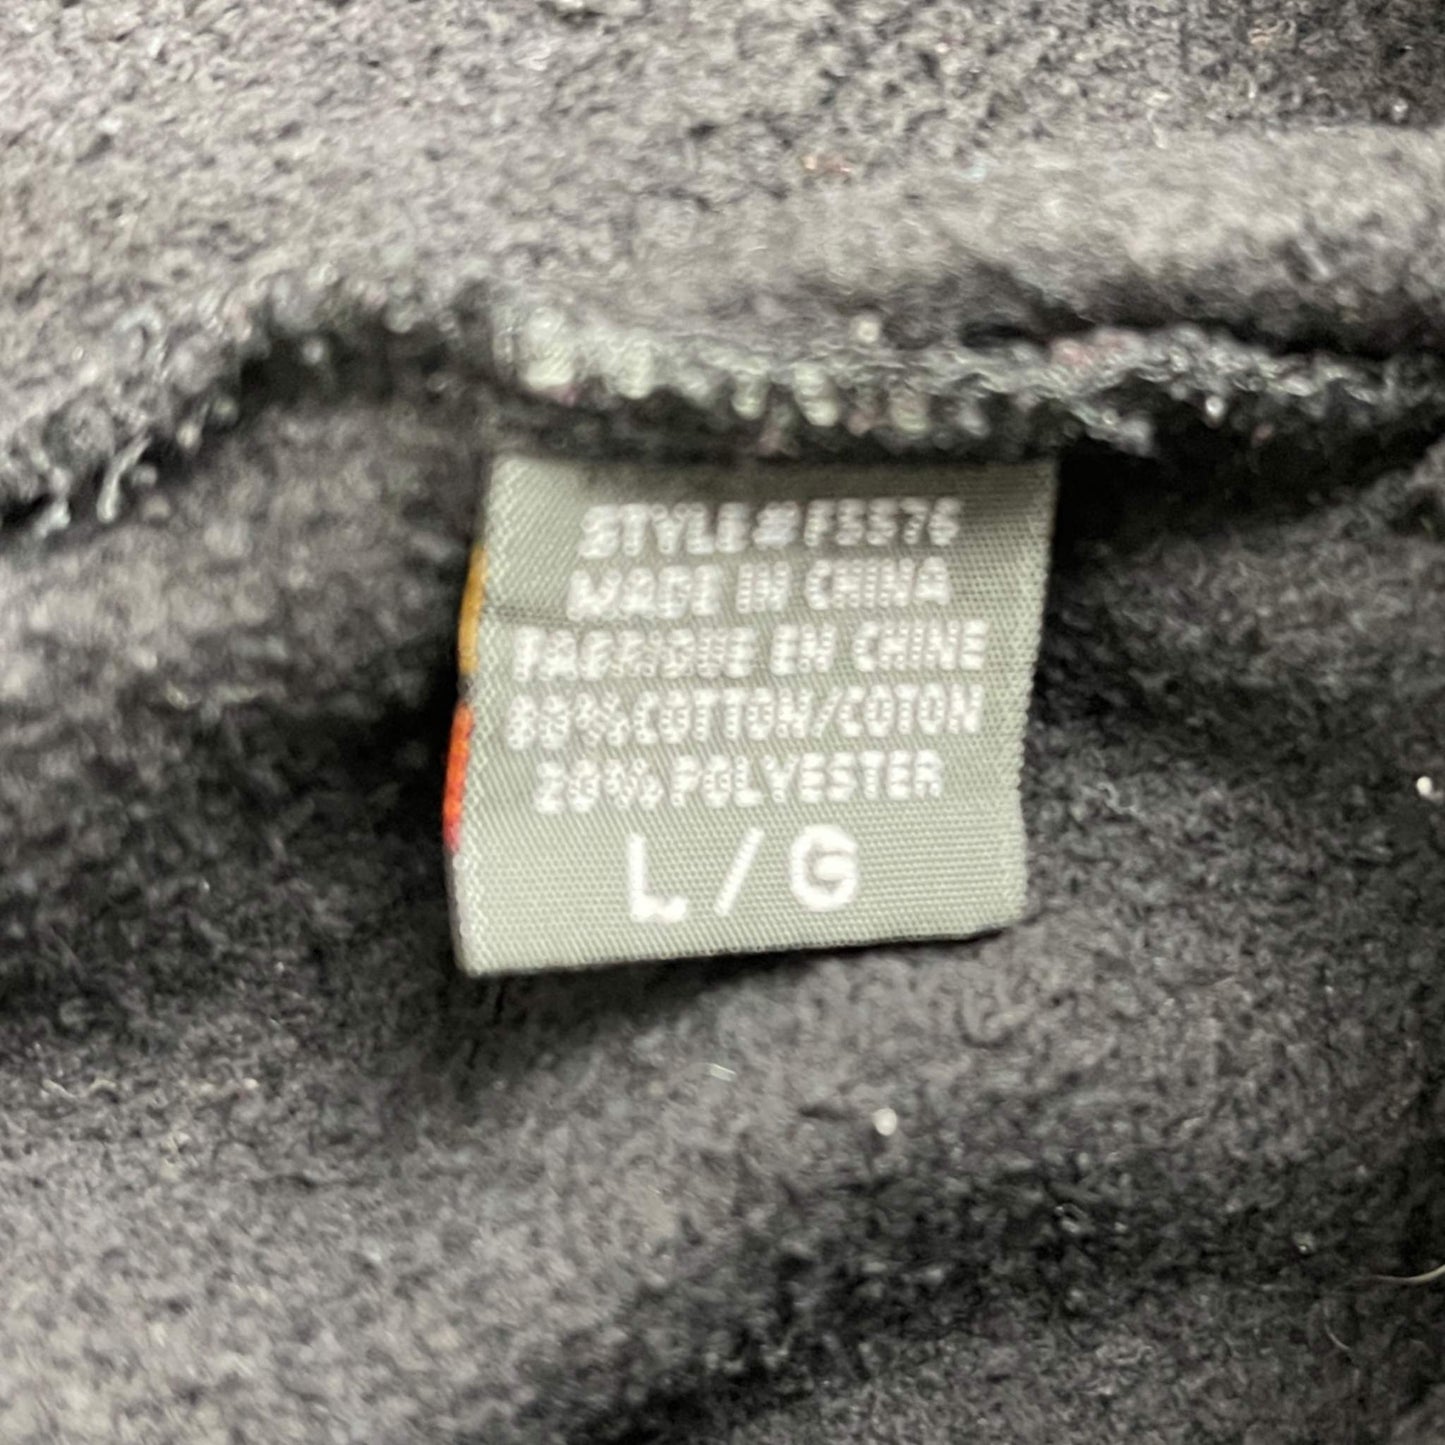 STYLE#F5576
MADE IN CHINA
FABRIQUE EN CHINE
80%COTTON/COTON
20%POLYESTER
L/G